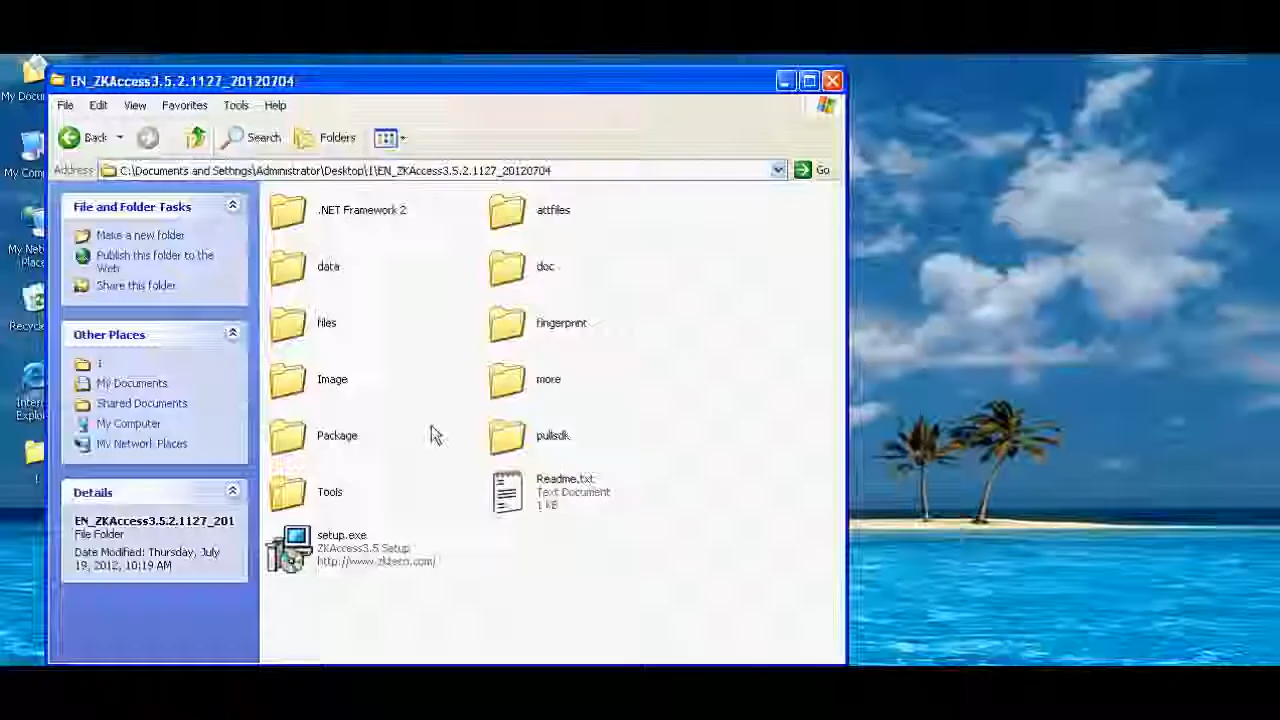 EN_ZKAccess3.5.2.1127_20120704
File Edit View Favorites Tools Help
Back Search Folders
Address C:\Documents and Settings\Administrator\Desktop\1\EN_ZKAccess3.5.2.1127_20120704 Go
My Docu
My Com
My Net
Place
Recycle
Inter
Explo
File and Folder Tasks
Make a new folder
Publish this folder to the
Web
Share this folder
Other Places
My Documents
Shared Documents
My Computer
My Network Places
Details
EN_ZKAccess3.5.2.1127_201
File Folder
Date Modified: Thursday, July
19, 2012, 10:19 AM
.NET Framework 2
attfiles
data
doc
files
fingerprint
Image
more
Package
pullsdk
Tools
Readme.txt
Text Document
1 KB
setup.exe
ZKAccess3.5 Setup
http://www.zkteco.com/